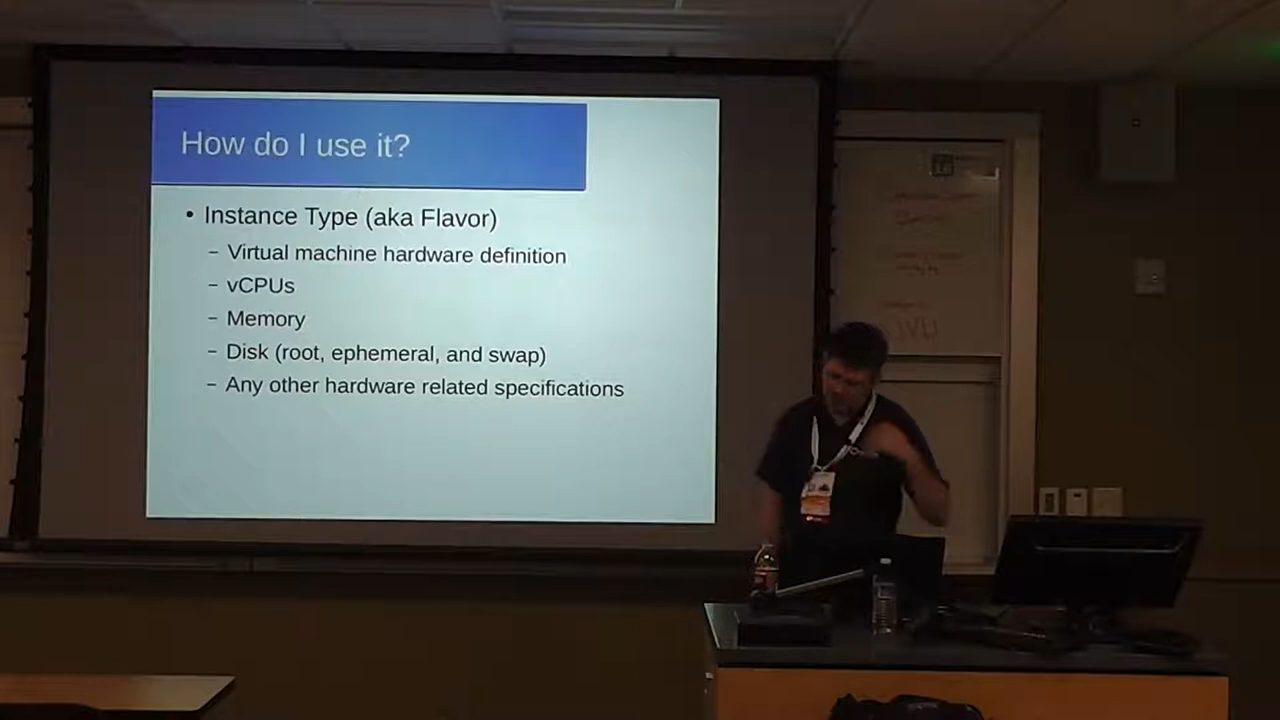 How do I use it?
• Instance Type (aka Flavor)
– Virtual machine hardware definition
– vCPUs
– Memory
– Disk (root, ephemeral, and swap)
– Any other hardware related specifications